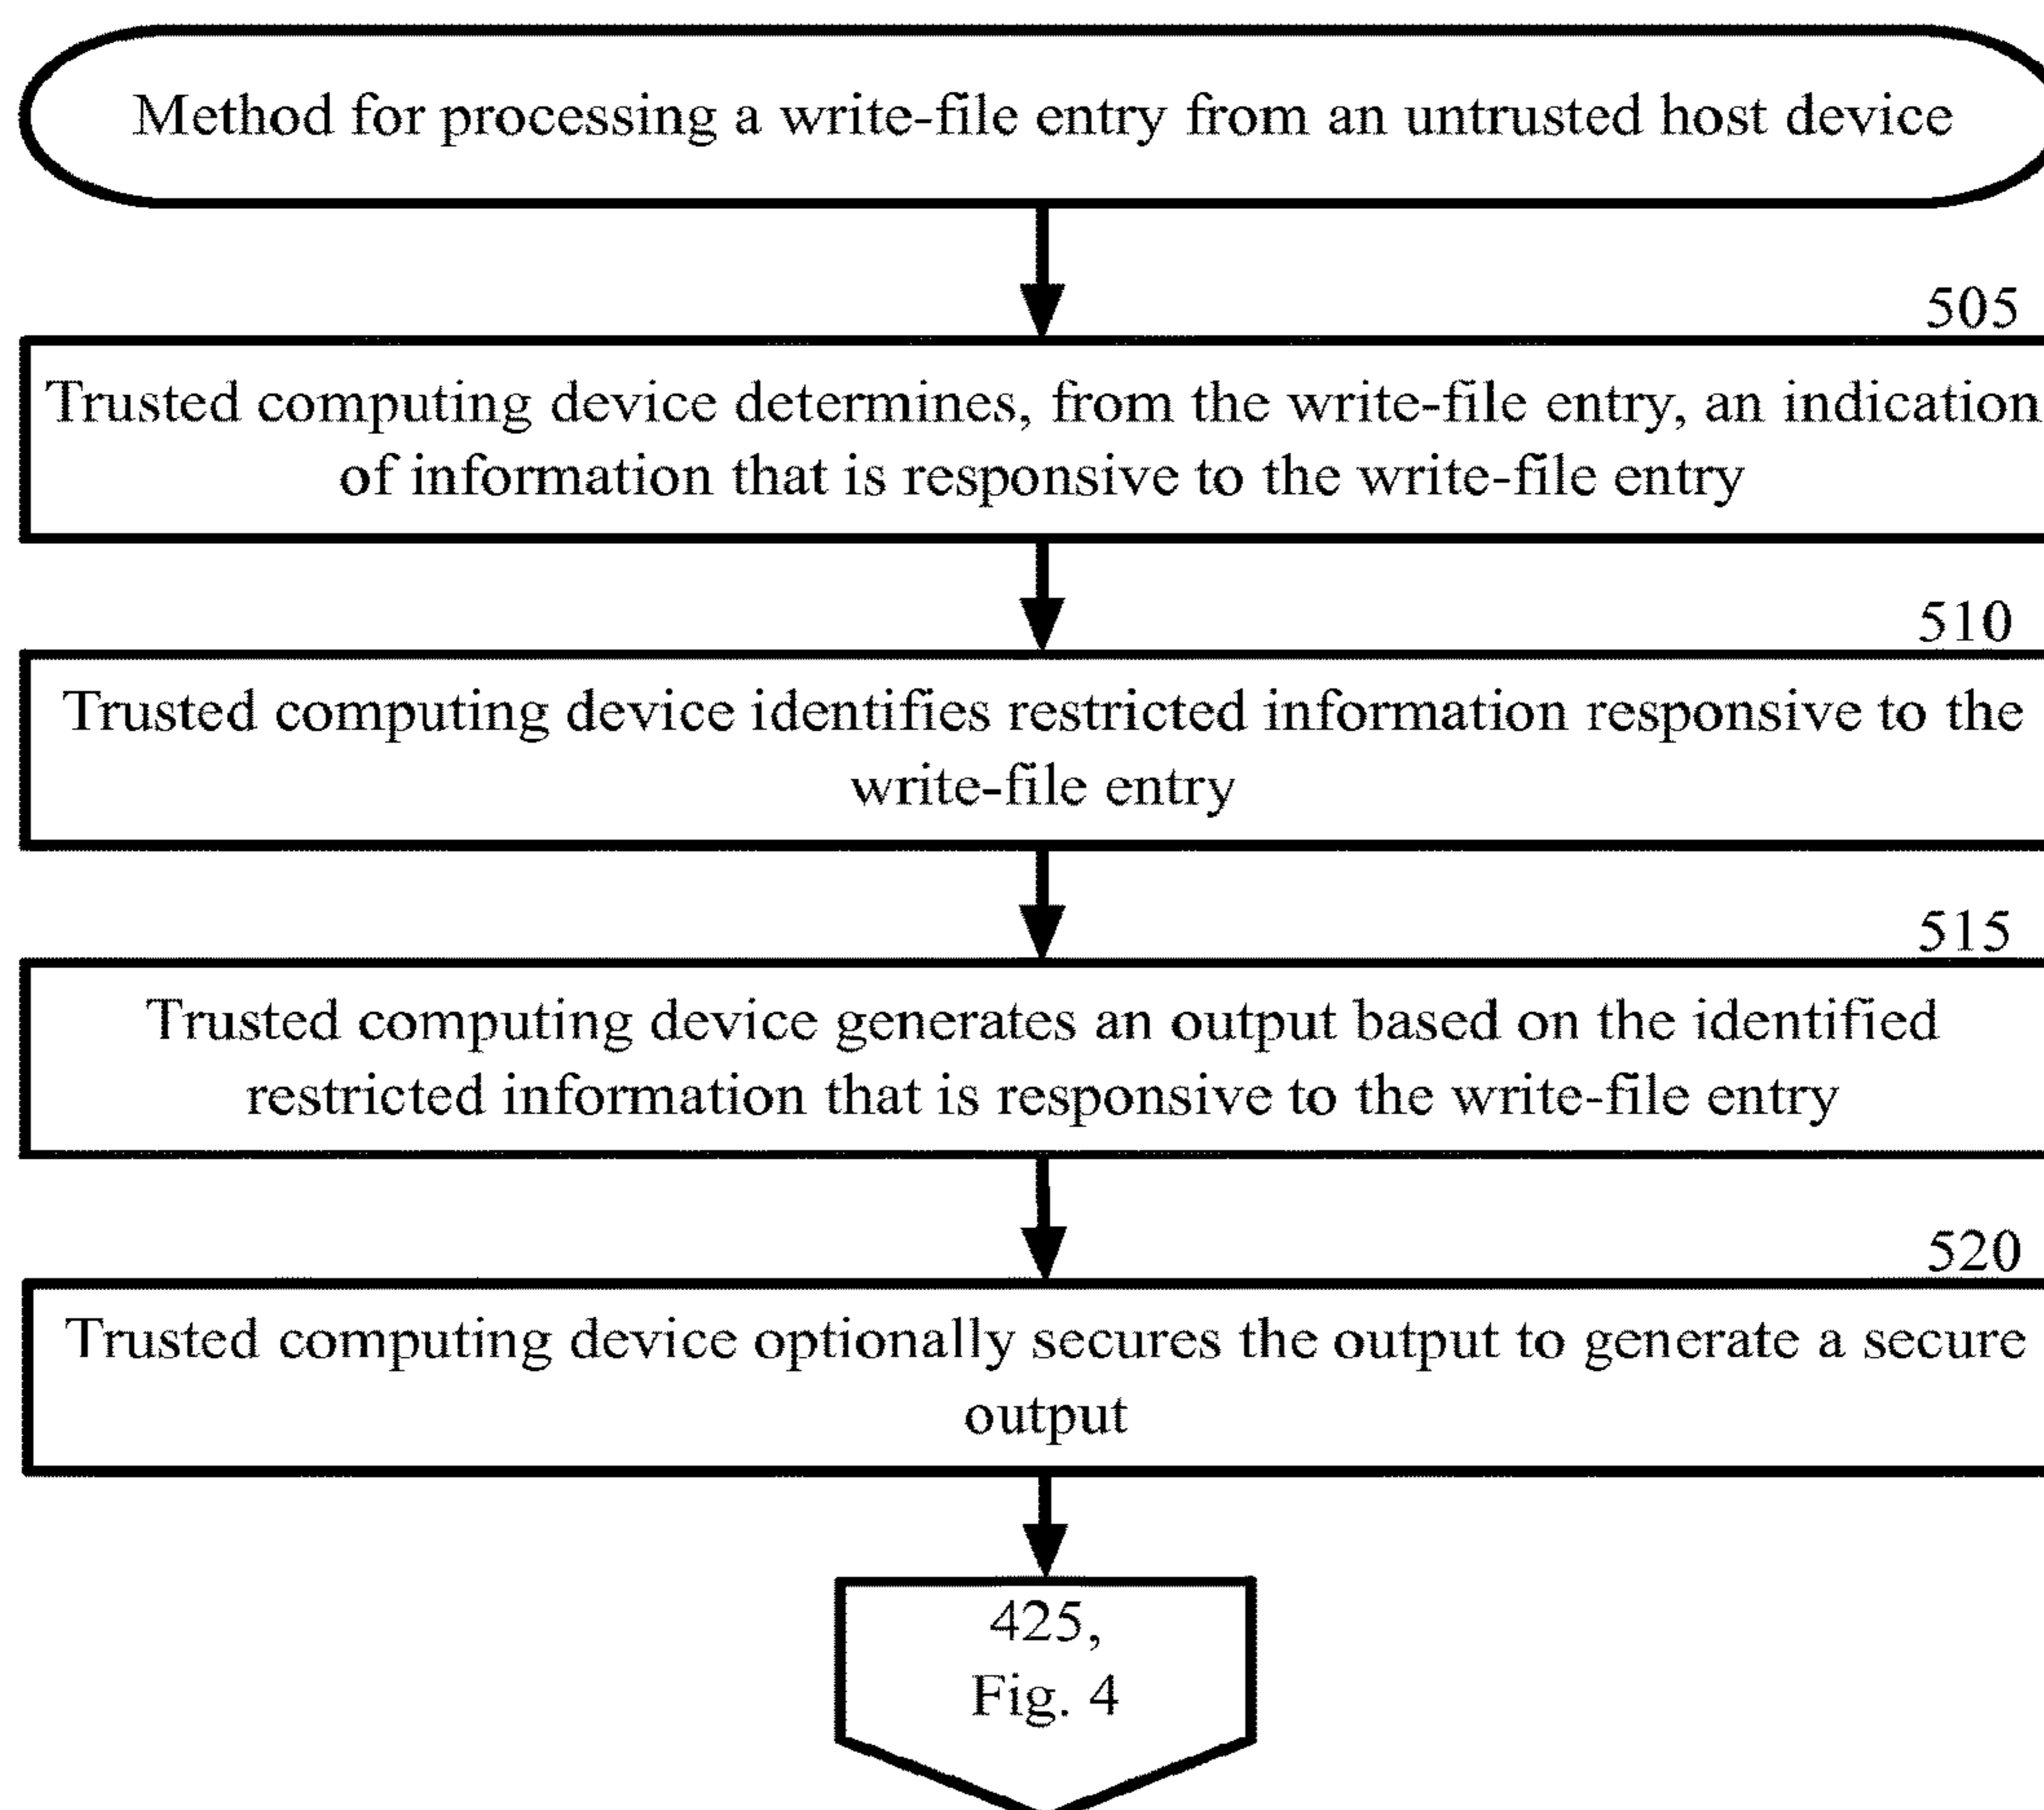 Method for processing a write-file entry from an untrusted host device
505
Trusted computing device determines, from the write-file entry, an indication
of information that is responsive to the write-file entry
510
Trusted computing device identifies restricted information responsive to the
write-file entry
515
Trusted computing device generates an output based on the identified
restricted information that is responsive to the write-file entry
520
Trusted computing device optionally secures the output to generate a secure
output
425,
Fig. 4